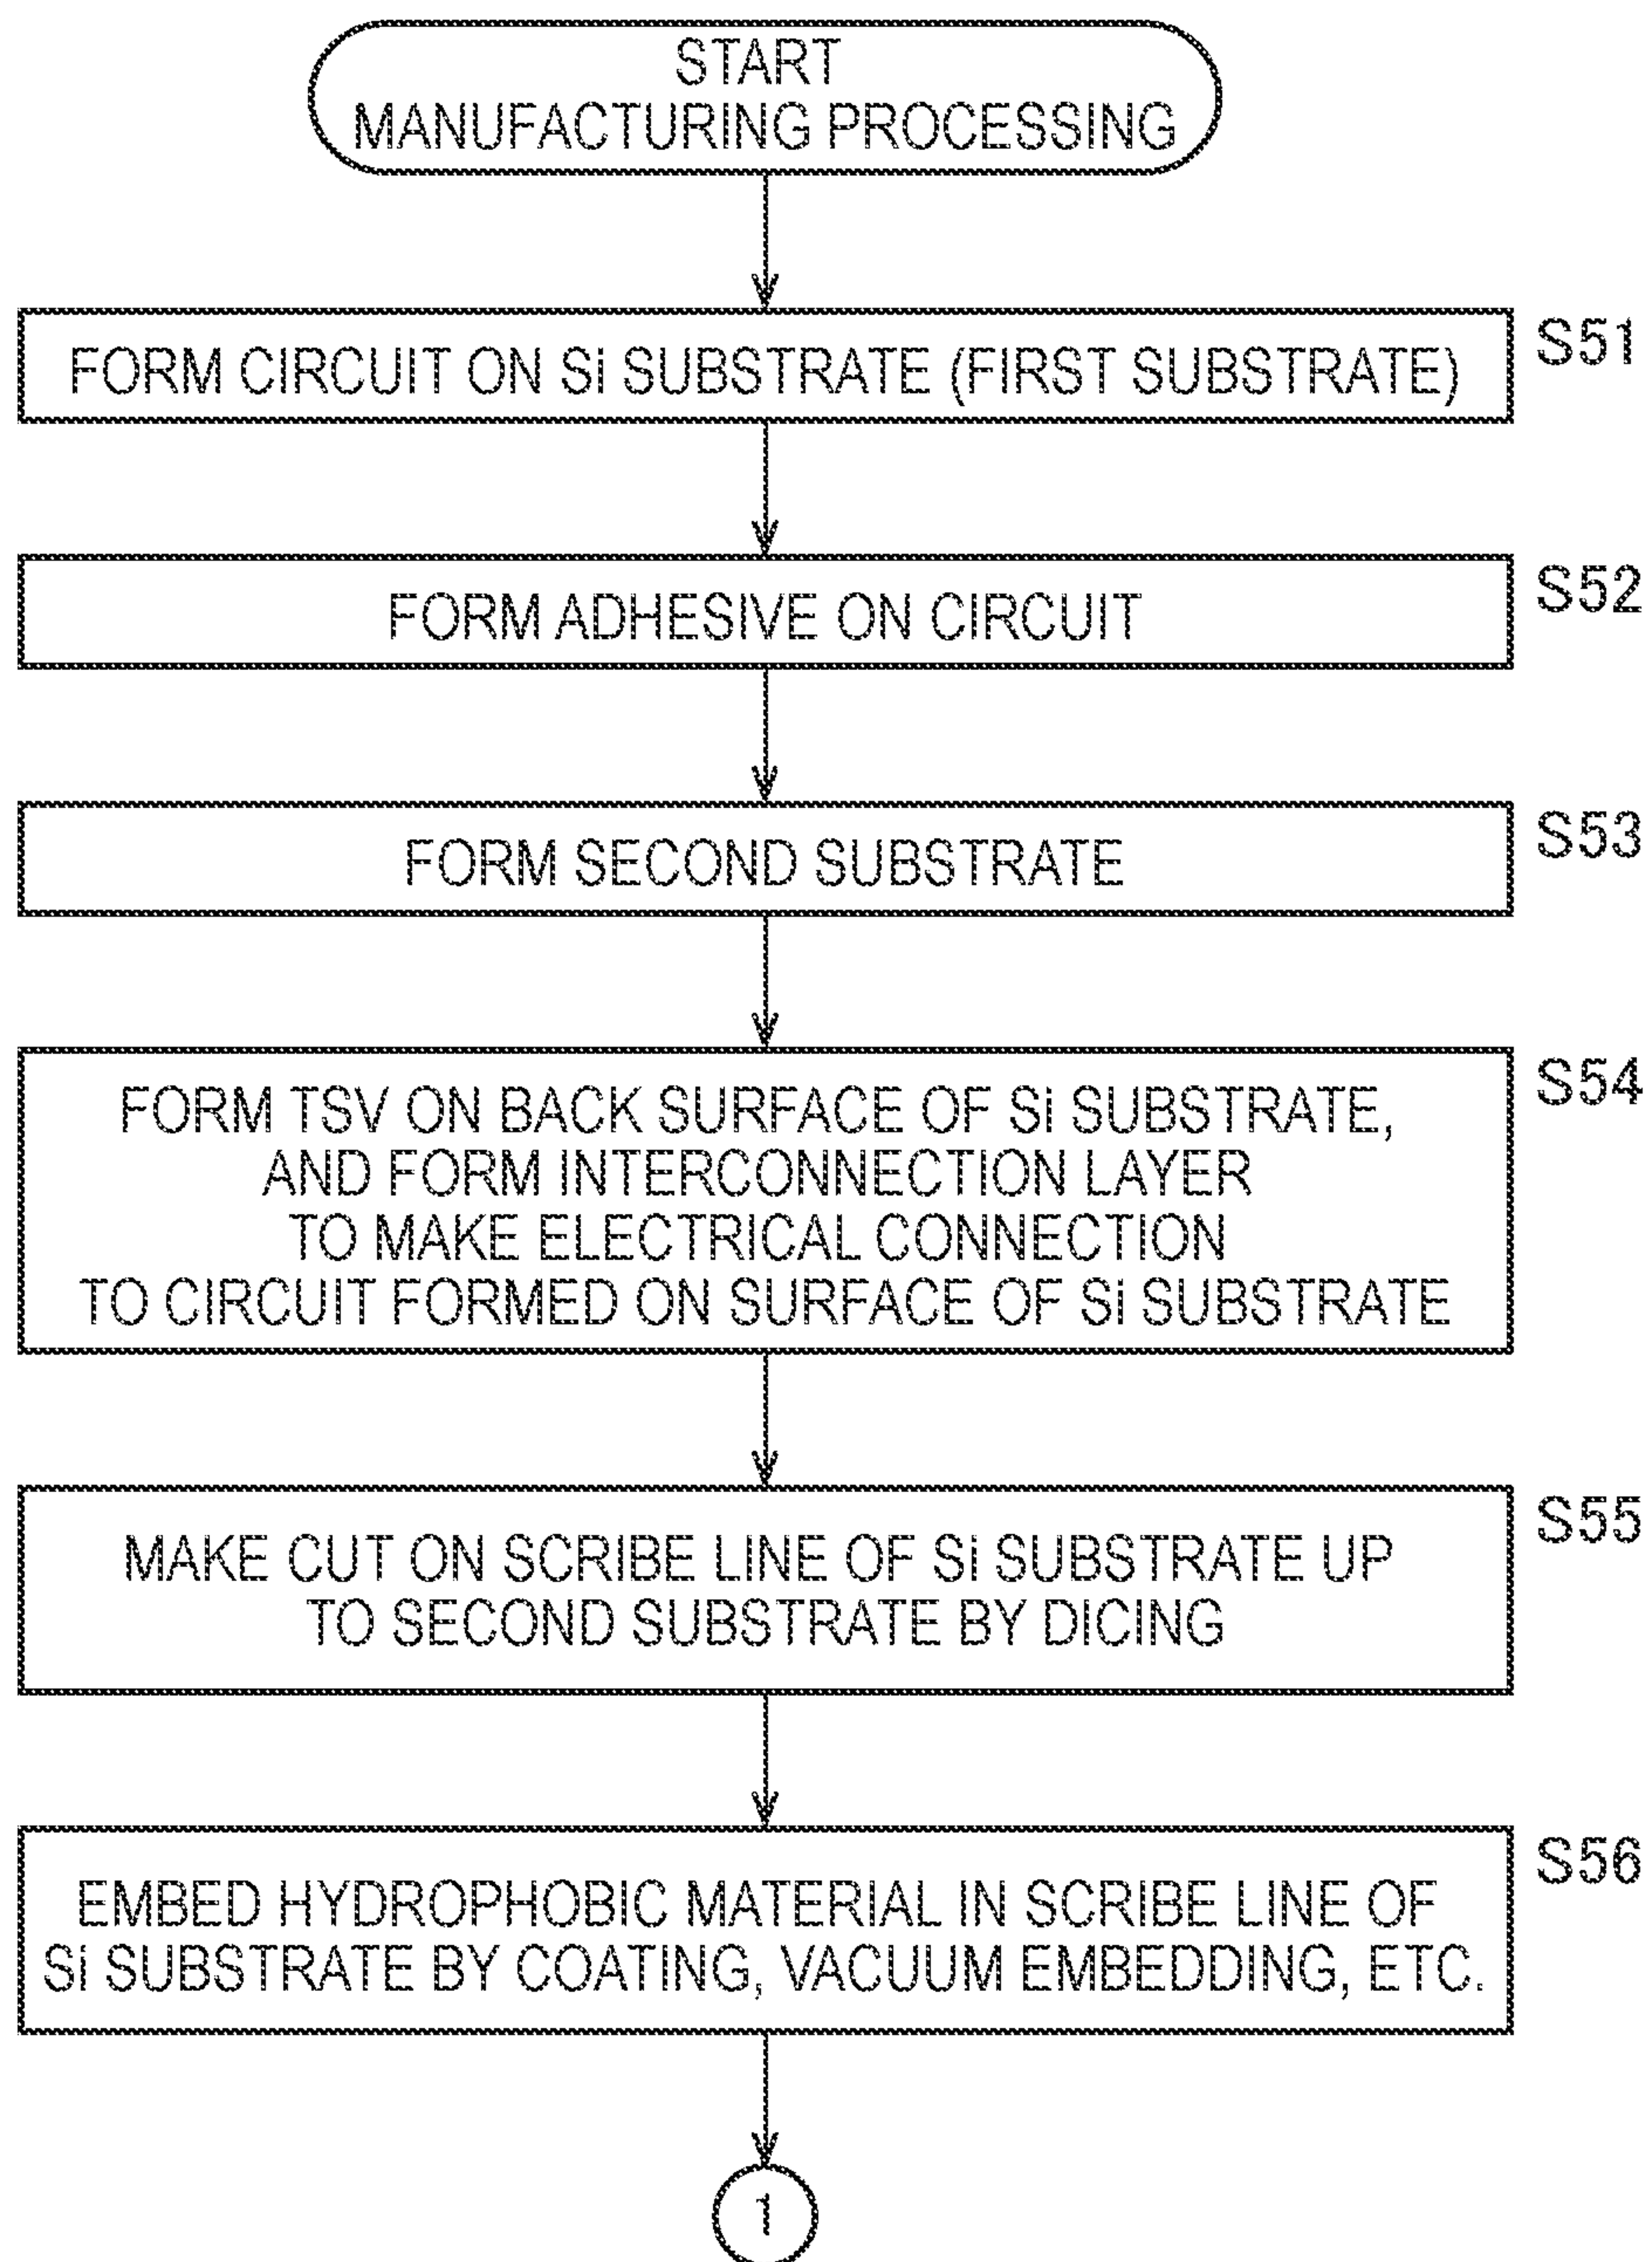 START
MANUFACTURING PROCESSING
FORM CIRCUIT ON Si SUBSTRATE (FIRST SUBSTRATE)
S51
FORM ADHESIVE ON CIRCUIT
S52
FORM SECOND SUBSTRATE
S53
FORM TSV ON BACK SURFACE OF Si SUBSTRATE,
AND FORM INTERCONNECTION LAYER
TO MAKE ELECTRICAL CONNECTION
TO CIRCUIT FORMED ON SURFACE OF Si SUBSTRATE
S54
MAKE CUT ON SCRIBE LINE OF Si SUBSTRATE UP
TO SECOND SUBSTRATE BY DICING
S55
EMBED HYDROPHOBIC MATERIAL IN SCRIBE LINE OF
Si SUBSTRATE BY COATING, VACUUM EMBEDDING, ETC.
S56
1